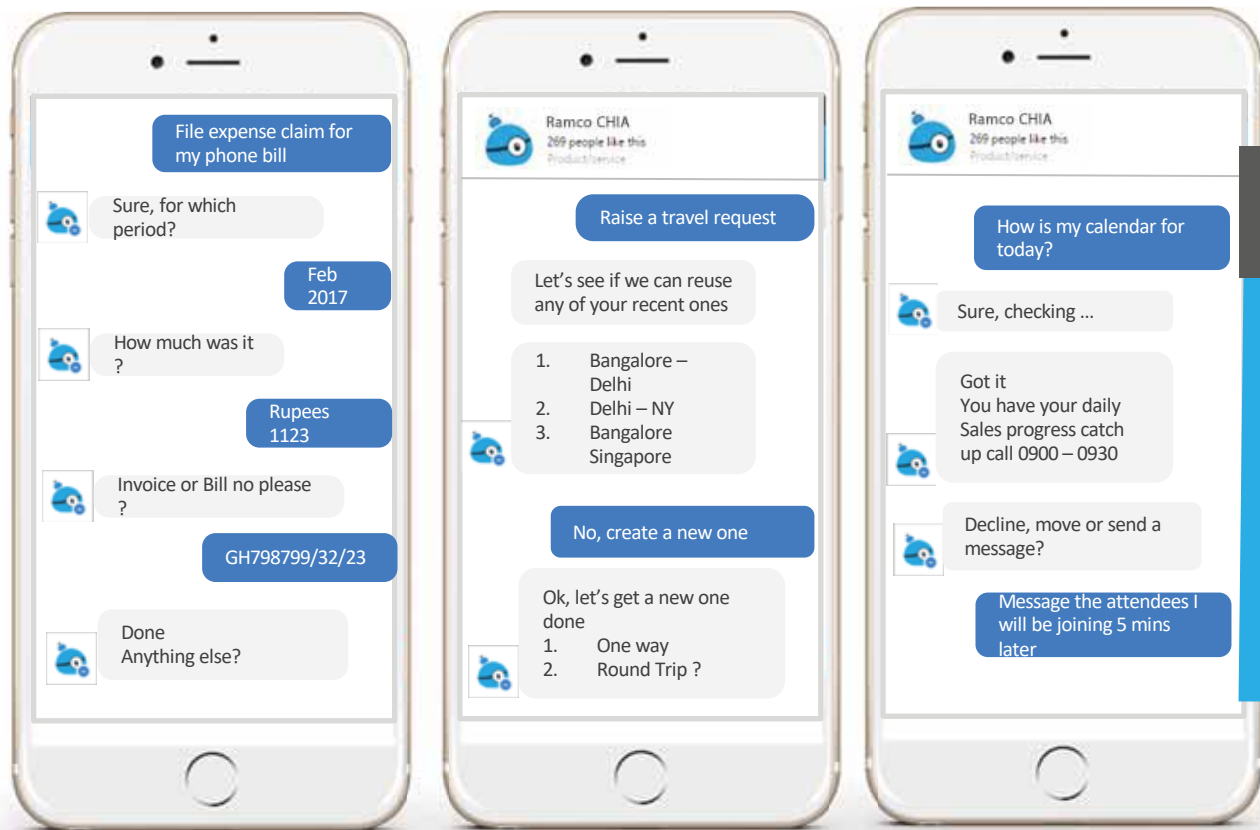 File expense claim for
my phone bill
Sure, for which
period?
Feb
2017
How much was it
?
Rupees
1123
Invoice or Bill no please
?
GH798799/32/23
Done
Anything else?
Ramco CHIA
269 people like this
Product/service
Raise a travel request
Let's see if we can reuse
any of your recent ones
1. Bangalore –
Delhi
2. Delhi – NY
3. Bangalore
Singapore
No, create a new one
Ok, let's get a new one
done
1. One way
2. Round Trip ?
Ramco CHIA
269 people like this
Product/service
How is my calendar for
today?
Sure, checking ...
Got it
You have your daily
Sales progress catch
up call 0900 – 0930
Decline, move or send a
message?
Message the attendees I
will be joining 5 mins
later